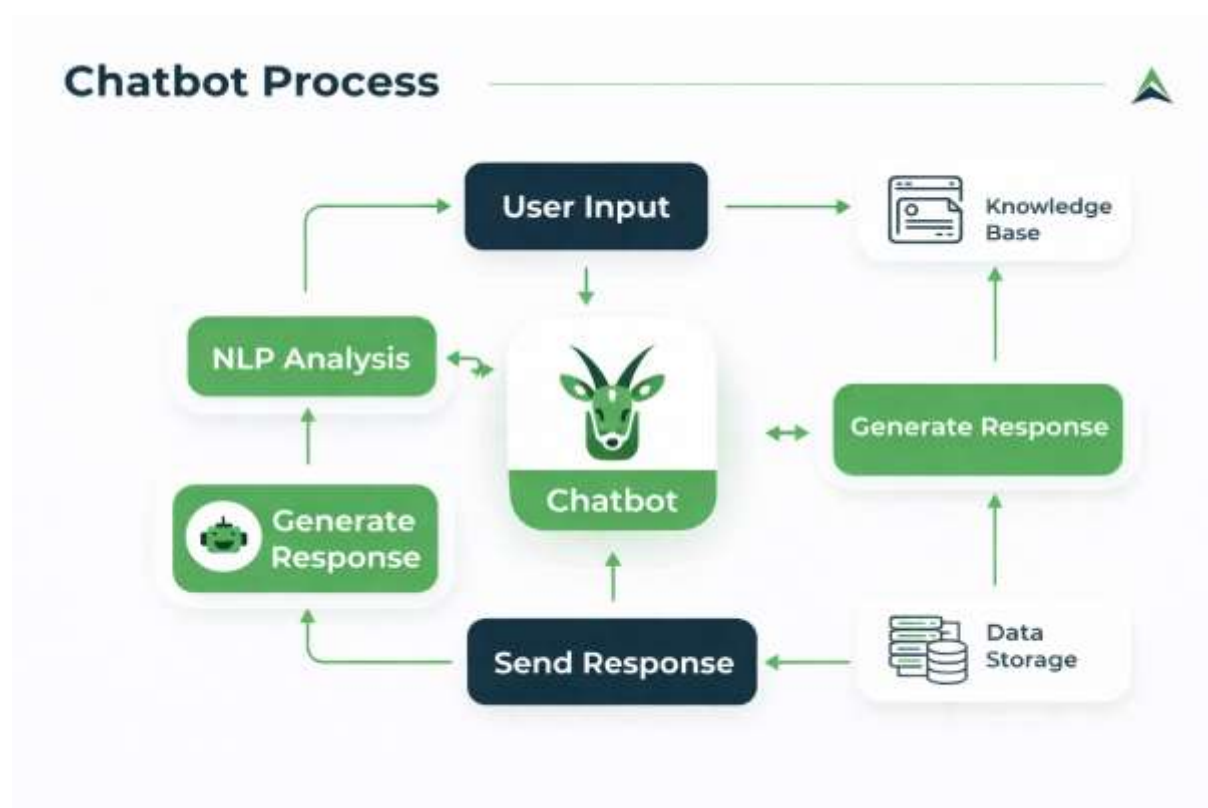 Chatbot Process
User Input
Knowledge
Base
NLP Analysis
Generate Response
Chatbot
Generate
Response
Send Response
Data
Storage